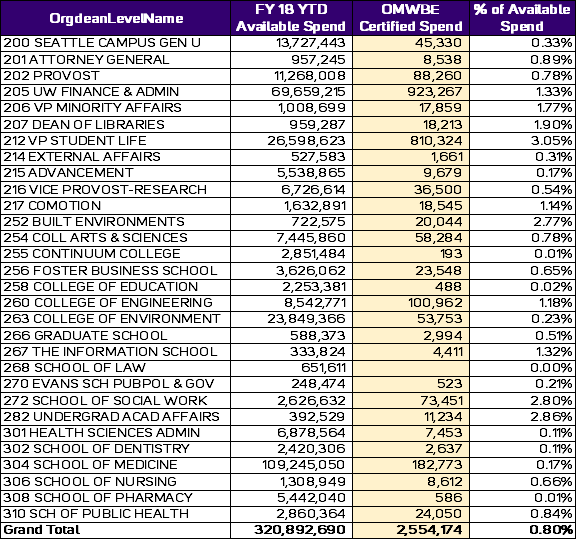 OrgdeanLevelName FY 18 YTD Available Spend OMWBE Certified Spend % of Available Spend
200 SEATTLE CAMPUS GEN U 13,727,443 45,330 0.33%
201 ATTORNEY GENERAL 957,245 8,538 0.89%
202 PROVOST 11,268,008 88,260 0.78%
205 UW FINANCE & ADMIN 69,659,215 923,267 1.33%
206 VP MINORITY AFFAIRS 1,008,699 17,859 1.77%
207 DEAN OF LIBRARIES 959,287 18,213 1.90%
212 VP STUDENT LIFE 26,598,623 810,324 3.05%
214 EXTERNAL AFFAIRS 527,583 1,661 0.31%
215 ADVANCEMENT 5,538,865 9,679 0.17%
216 VICE PROVOST-RESEARCH 6,726,614 36,500 0.54%
217 COMOTION 1,632,891 18,545 1.14%
252 BUILT ENVIRONMENTS 722,575 20,044 2.77%
254 COLL ARTS & SCIENCES 7,445,860 58,284 0.78%
255 CONTINUUM COLLEGE 2,851,484 193 0.01%
256 FOSTER BUSINESS SCHOOL 3,626,062 23,548 0.65%
258 COLLEGE OF EDUCATION 2,253,381 488 0.02%
260 COLLEGE OF ENGINEERING 8,542,771 100,962 1.18%
263 COLLEGE OF ENVIRONMENT 23,849,366 53,753 0.23%
266 GRADUATE SCHOOL 588,373 2,994 0.51%
267 THE INFORMATION SCHOOL 333,824 4,411 1.32%
268 SCHOOL OF LAW 651,611 0.00%
270 EVANS SCH PUBPOL & GOV 248,474 523 0.21%
272 SCHOOL OF SOCIAL WORK 2,626,632 73,451 2.80%
282 UNDERGRAD ACAD AFFAIRS 392,529 11,234 2.86%
301 HEALTH SCIENCES ADMIN 6,878,564 7,453 0.11%
302 SCHOOL OF DENTISTRY 2,420,306 2,637 0.11%
304 SCHOOL OF MEDICINE 109,245,050 182,773 0.17%
306 SCHOOL OF NURSING 1,308,949 8,612 0.66%
308 SCHOOL OF PHARMACY 5,442,040 586 0.01%
310 SCH OF PUBLIC HEALTH 2,860,364 24,050 0.84%
Grand Total 320,892,690 2,554,174 0.80%